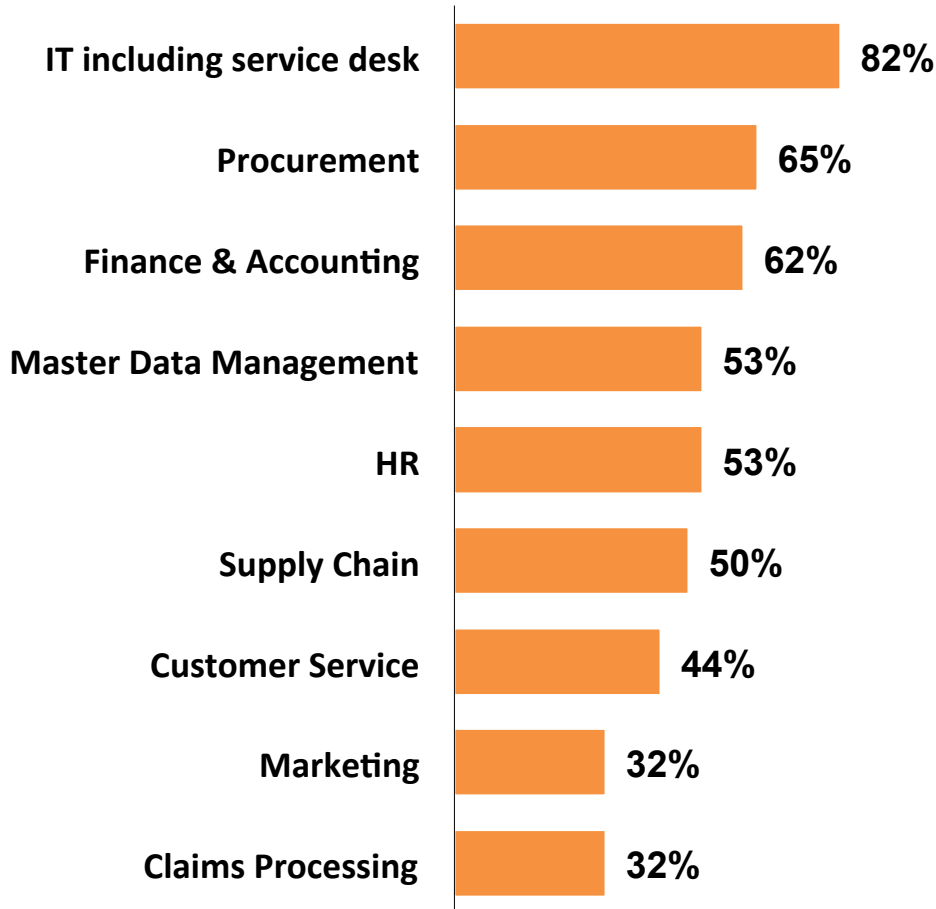 IT including service desk 82%
Procurement 65%
Finance & Accounting 62%
Master Data Management 53%
HR 53%
Supply Chain 50%
Customer Service 44%
Marketing 32%
Claims Processing 32%